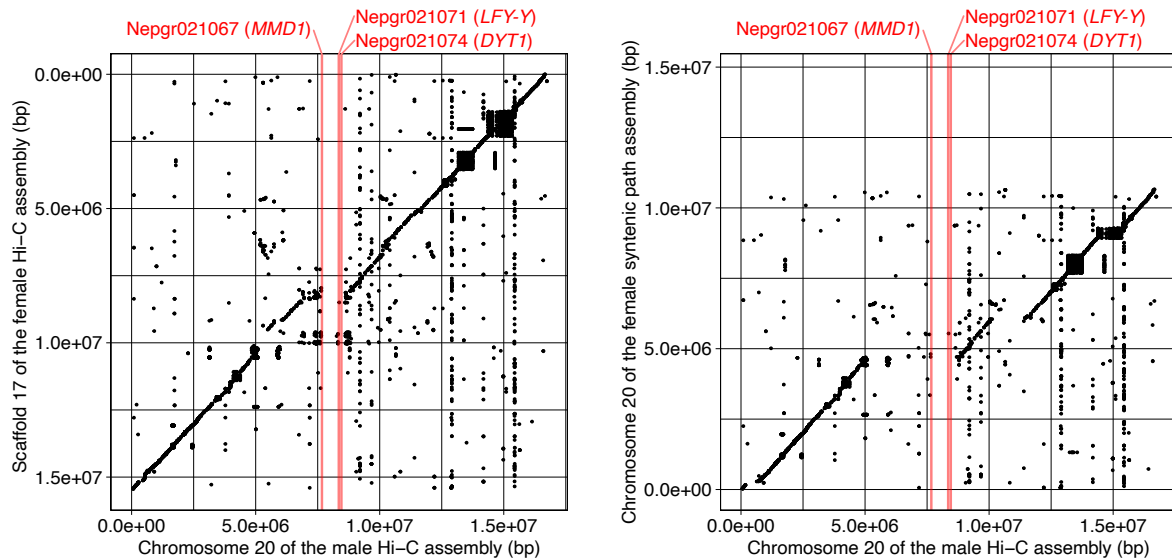 Nepgr021067 (MMD1)
Nepgr021071 (LFY-Y)
Nepgr021074 (DYT1)
Scaffold 17 of the female Hi−C assembly (bp)
0.0e+00
5.0e+06
1.0e+07
1.5e+07
0.0e+00 5.0e+06 1.0e+07 1.5e+07
Chromosome 20 of the male Hi−C assembly (bp)
Nepgr021067 (MMD1)
Nepgr021071 (LFY-Y)
Nepgr021074 (DYT1)
Chromosome 20 of the female syntenic path assembly (bp)
1.5e+07
1.0e+07
5.0e+06
0.0e+00
0.0e+00 5.0e+06 1.0e+07 1.5e+07
Chromosome 20 of the male Hi−C assembly (bp)